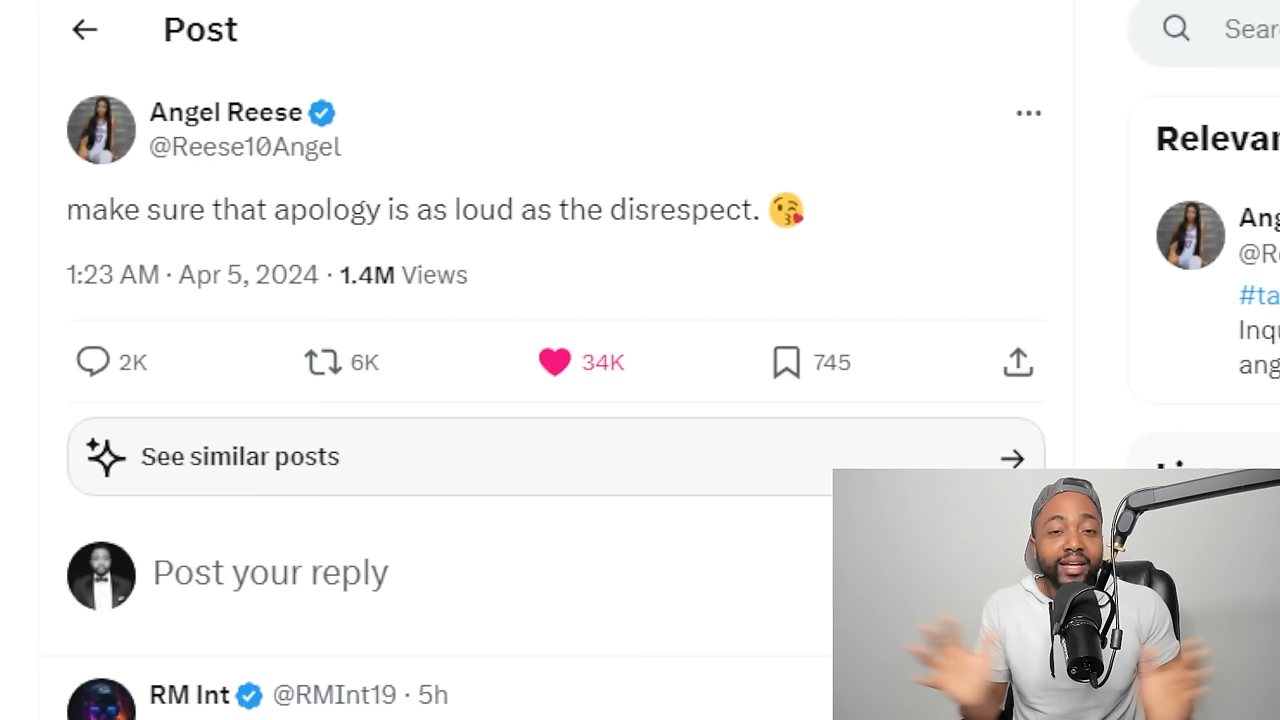 Post
Angel Reese
@Reese10Angel
make sure that apology is as loud as the disrespect. 😘
1:23 AM · Apr 5, 2024 · 1.4M Views
2K
6K
34K
745
See similar posts
Post your reply
RM Int @RMInt19 · 5h
Sear
Relevan
Ang
@Re
#ta
Inqu
ang